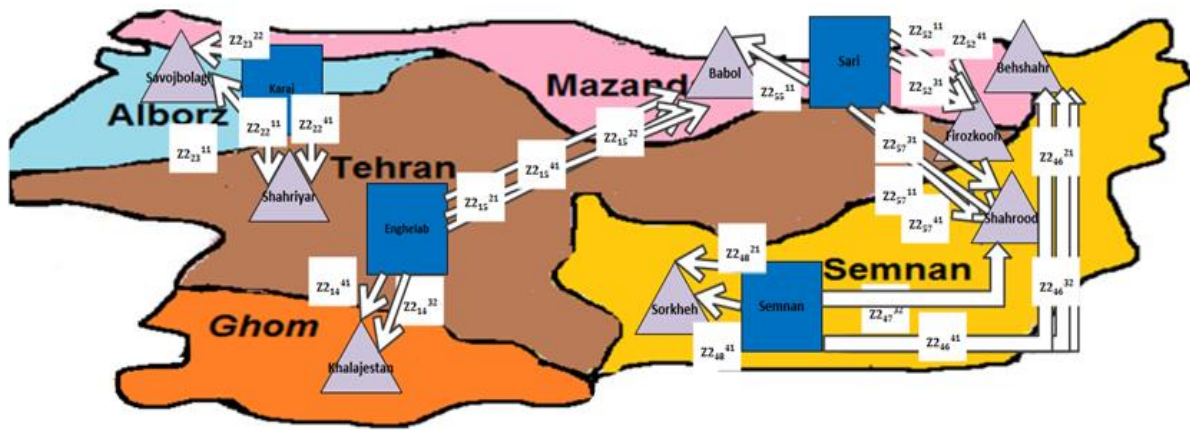 Z2₂₃²²
Savojbolagh
Karaj
Alborz
Z2₂₃¹¹
Z2₂₂¹¹
Z2₂₂⁴¹
Shahriyar
Tehran
Enghelab
Z2₁₅²¹
Z2₁₅⁴¹
Z2₁₅³²
Z2₁₄⁴¹
Z2₁₄³²
Ghom
Khalajestan
Mazand
Babol
Z2₅₅¹¹
Sari
Z2₅₂¹¹
Z2₅₂⁴¹
Z2₅₂³¹
Behshahr
Firozkooh
Z2₅₇³¹
Z2₅₇¹¹
Z2₅₇⁴¹
Shahrood
Z2₄₆²¹
Z2₄₆³²
Z2₄₈²¹
Sorkheh
Semnan
Semnan
Z2₄₇³²
Z2₄₈⁴¹
Z2₄₆⁴¹